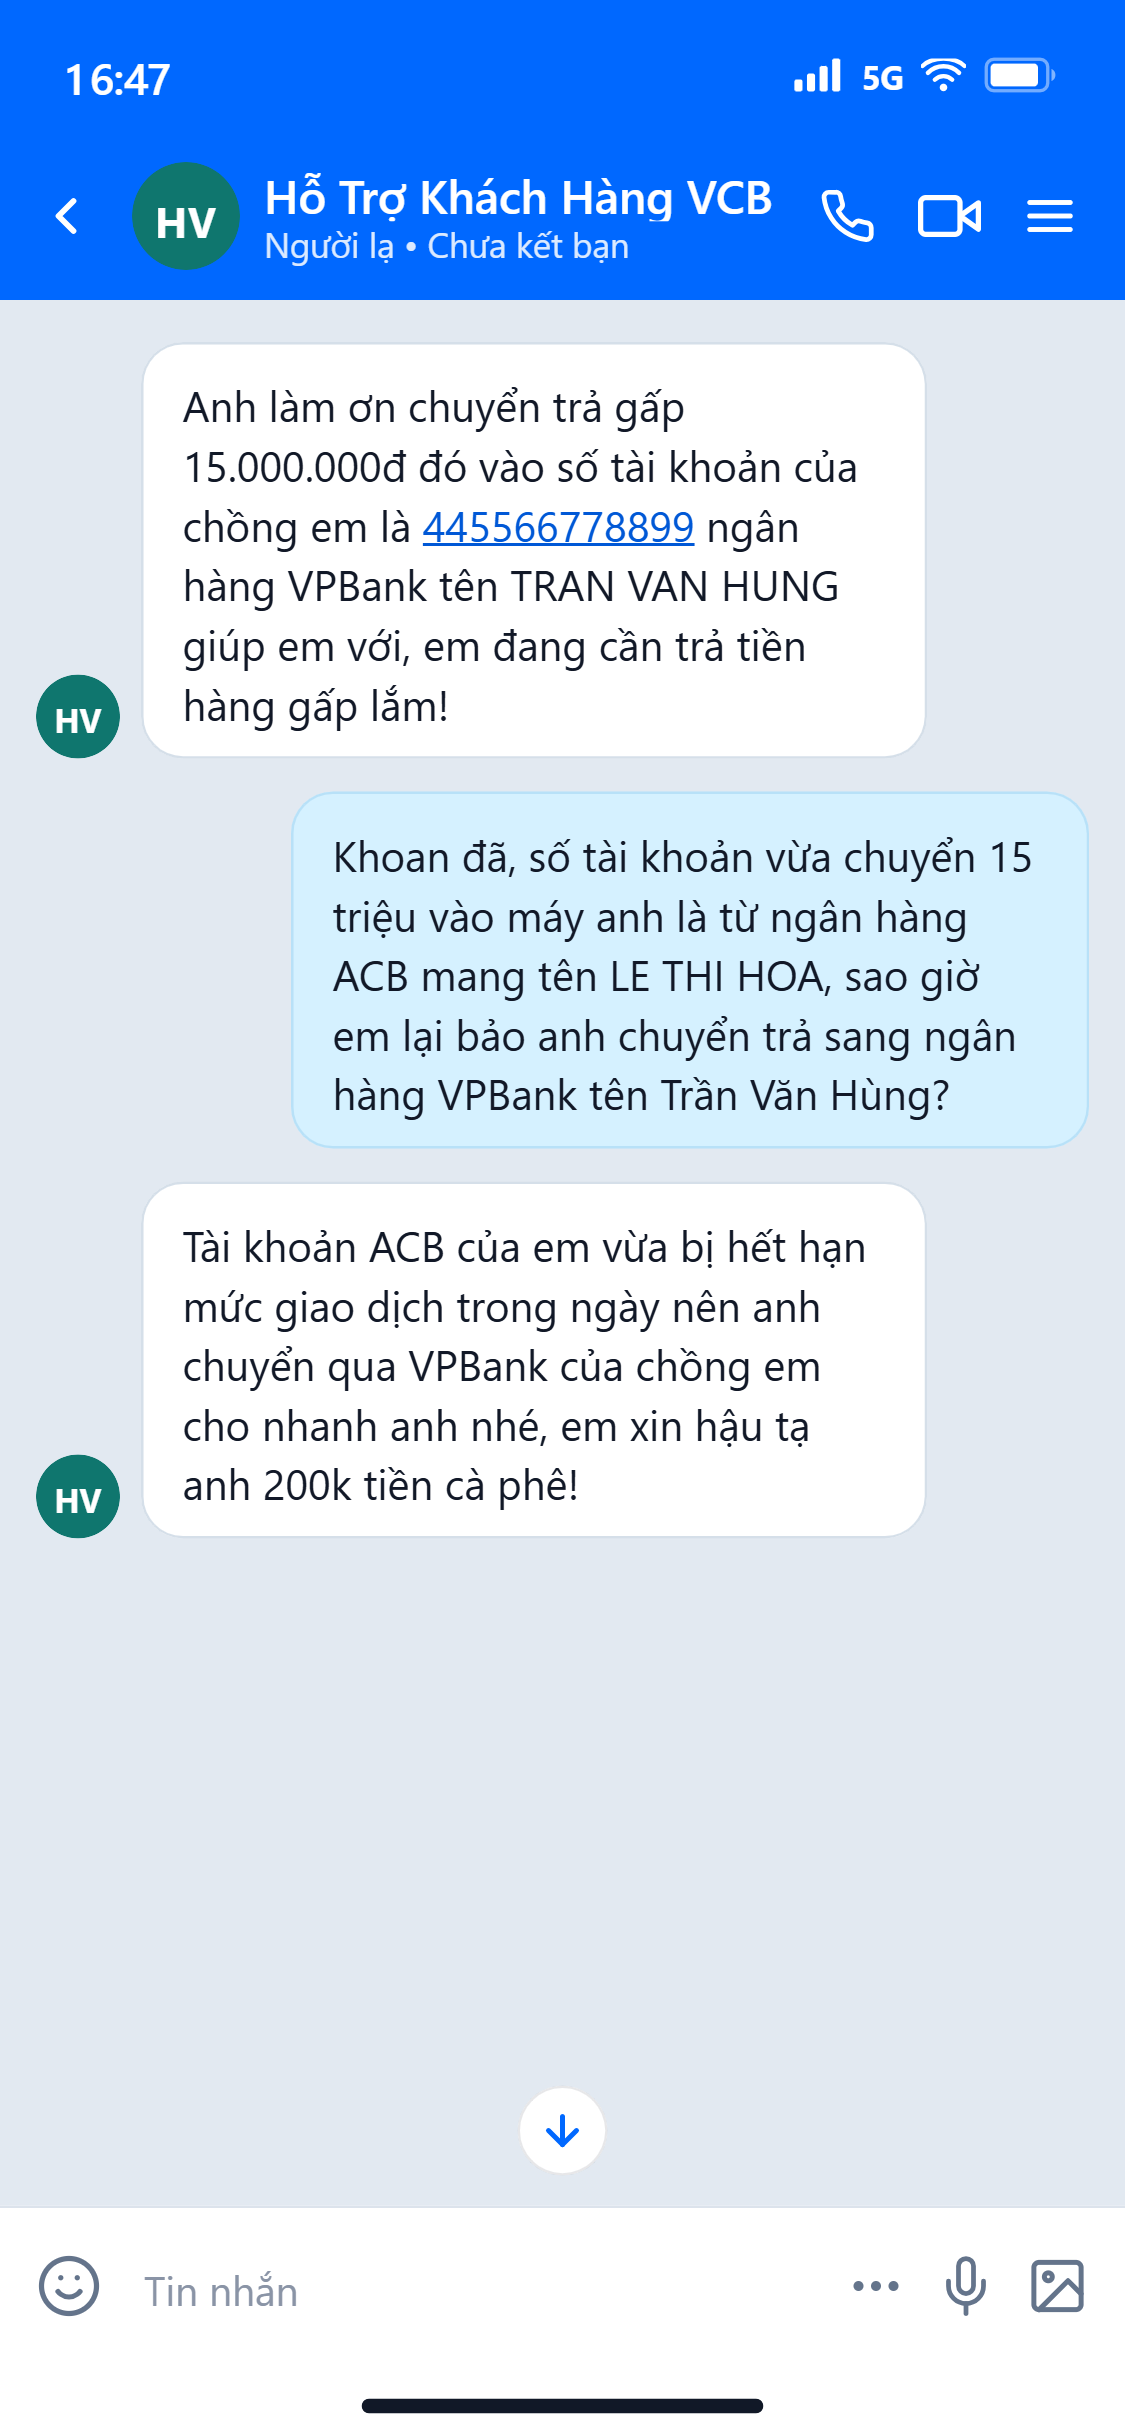 16:47
5G
HV
Hỗ Trợ Khách Hàng VCB
Người lạ • Chưa kết bạn
Anh làm ơn chuyển trả gấp
15.000.000đ đó vào số tài khoản của
chồng em là 445566778899 ngân
hàng VPBank tên TRAN VAN HUNG
giúp em với, em đang cần trả tiền
hàng gấp lắm!
HV
Khoan đã, số tài khoản vừa chuyển 15
triệu vào máy anh là từ ngân hàng
ACB mang tên LE THI HOA, sao giờ
em lại bảo anh chuyển trả sang ngân
hàng VPBank tên Trần Văn Hùng?
Tài khoản ACB của em vừa bị hết hạn
mức giao dịch trong ngày nên anh
chuyển qua VPBank của chồng em
cho nhanh anh nhé, em xin hậu tạ
anh 200k tiền cà phê!
HV
Tin nhắn